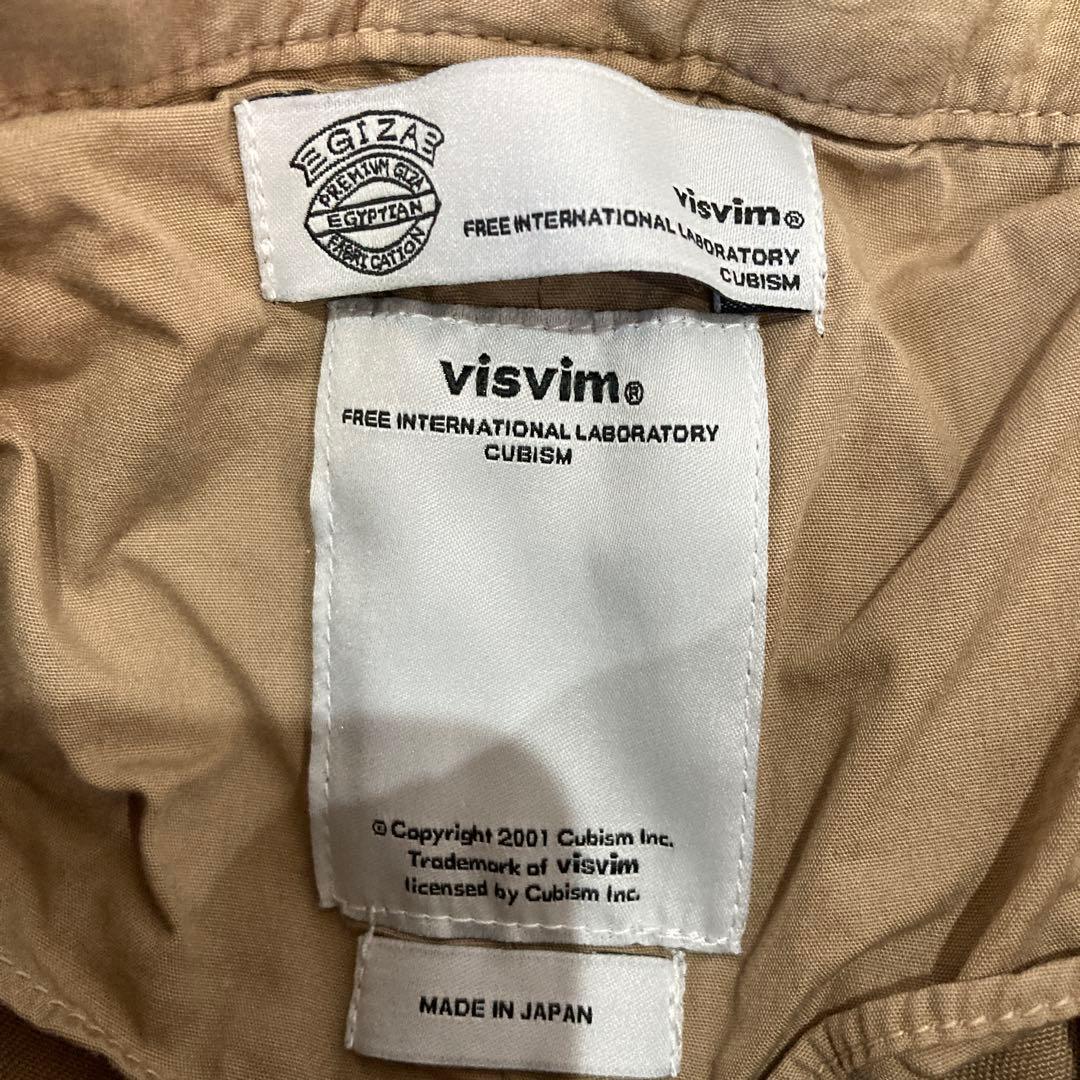 GIZA
PREMIUM GIZA
EGYPTIAN
FABRICATION
visvim®
FREE INTERNATIONAL LABORATORY
CUBISM
visvim®
FREE INTERNATIONAL LABORATORY
CUBISM
© Copyright 2001 Cubism Inc.
Trademark of visvim
licensed by Cubism Inc.
MADE IN JAPAN